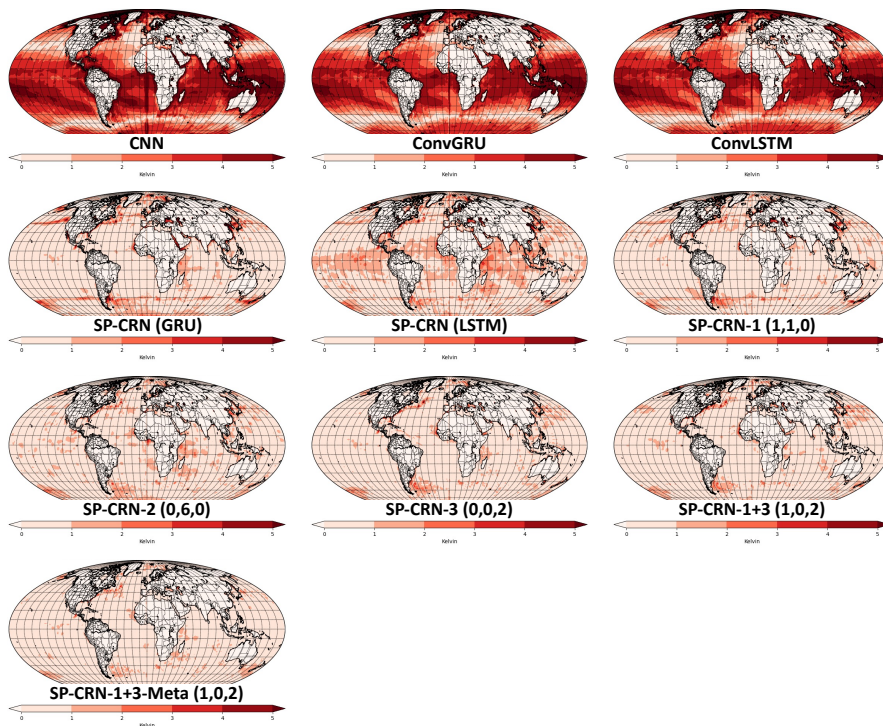 CNN ConvGRU ConvLSTM
0 1 2 3 4 5 0 1 2 3 4 5 0 1 2 3 4 5
Kelvin Kelvin Kelvin
SP-CRN (GRU) SP-CRN (LSTM) SP-CRN-1 (1,1,0)
0 1 2 3 4 5 0 1 2 3 4 5 0 1 2 3 4 5
Kelvin Kelvin Kelvin
SP-CRN-2 (0,6,0) SP-CRN-3 (0,0,2) SP-CRN-1+3 (1,0,2)
0 1 2 3 4 5 0 1 2 3 4 5 0 1 2 3 4 5
Kelvin Kelvin Kelvin
SP-CRN-1+3-Meta (1,0,2)
0 1 2 3 4 5
Kelvin